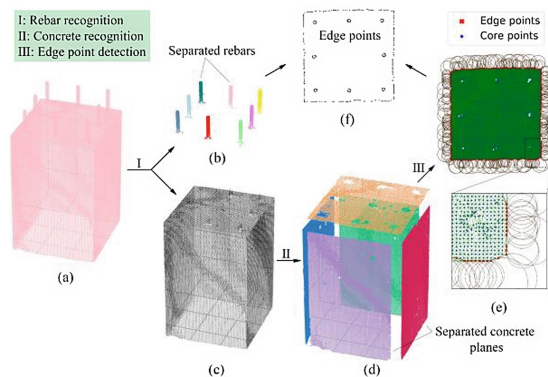 I: Rebar recognition
II: Concrete recognition
III: Edge point detection
Separated rebars
Edge points
Edge points
Core points
(f)
I
(b)
III
(a)
II
(e)
(c)
(d)
Separated concrete
planes